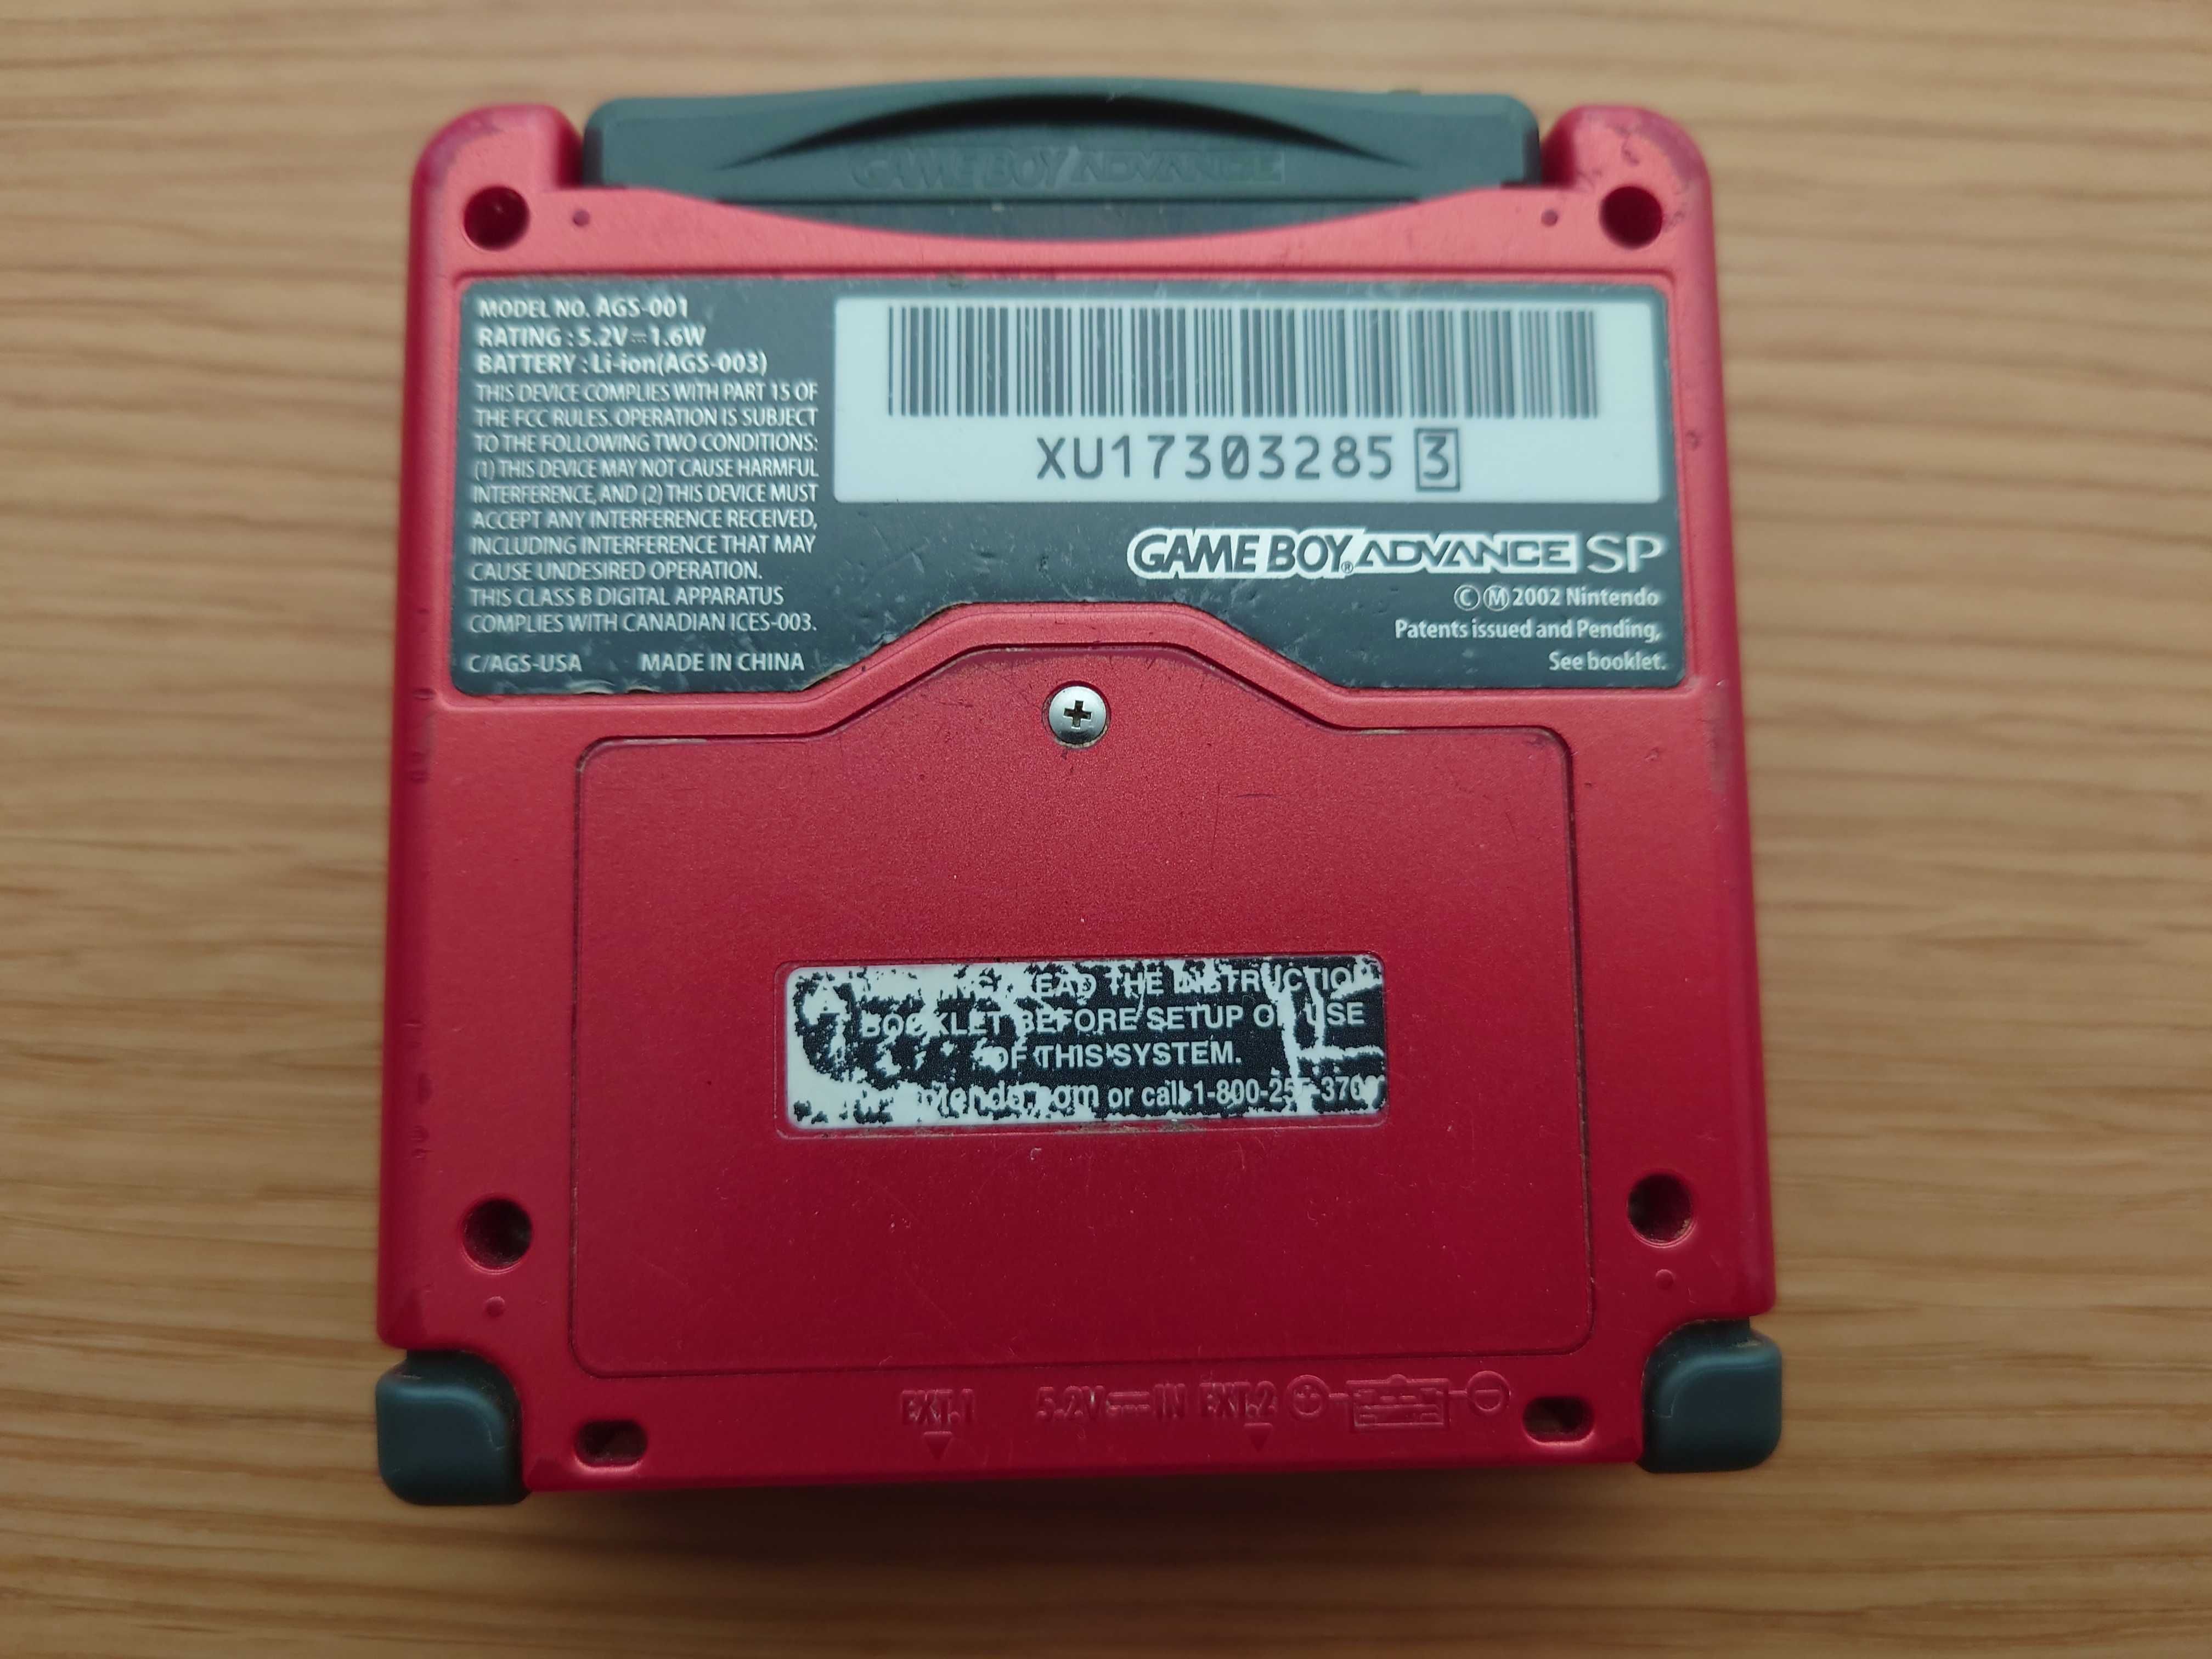 GAME BOY ADVANCE
MODEL NO. AGS-001
RATING : 5.2V⎓1.6W
BATTERY : Li-ion(AGS-003)
THIS DEVICE COMPLIES WITH PART 15 OF
THE FCC RULES. OPERATION IS SUBJECT
TO THE FOLLOWING TWO CONDITIONS:
(1) THIS DEVICE MAY NOT CAUSE HARMFUL
INTERFERENCE, AND (2) THIS DEVICE MUST
ACCEPT ANY INTERFERENCE RECEIVED,
INCLUDING INTERFERENCE THAT MAY
CAUSE UNDESIRED OPERATION.
THIS CLASS B DIGITAL APPARATUS
COMPLIES WITH CANADIAN ICES-003.
C/AGS-USA MADE IN CHINA
XU17303285 3
GAME BOY® ADVANCE SP
©Ⓜ2002 Nintendo
Patents issued and Pending,
See booklet.
THE INSTRUCTION
BOOKLET BEFORE SETUP OR USE
OF THIS SYSTEM.
or call 1-800-255-3700
EXT.1 5.2V⎓IN EXT.2